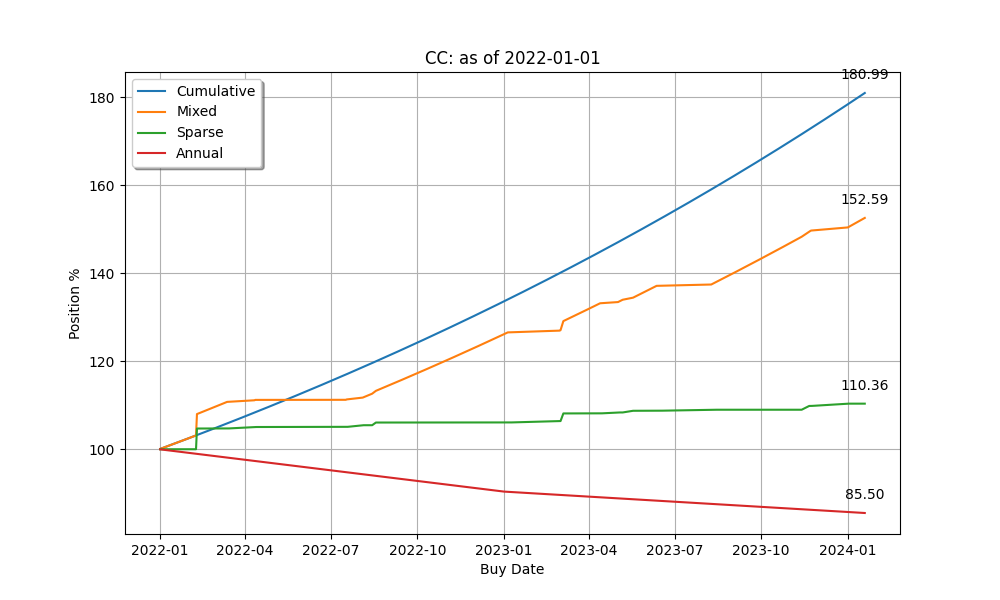 CC: as of 2022-01-01
180.99
Cumulative
Mixed
Sparse
Annual
152.59
110.36
85.50
180
160
140
120
100
Position %
2022-01 2022-04 2022-07 2022-10 2023-01 2023-04 2023-07 2023-10 2024-01
Buy Date